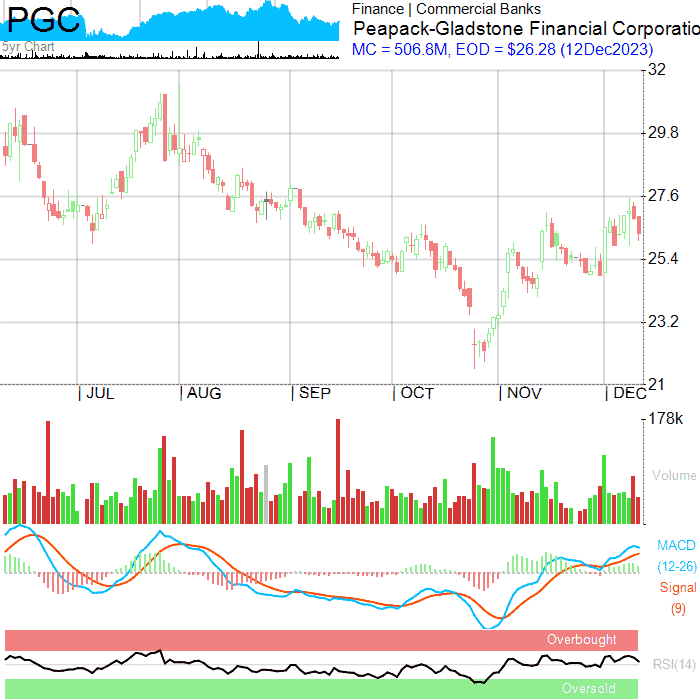 PGC
5yr Chart
Finance | Commercial Banks
Peapack-Gladstone Financial Corporatio
MC = 506.8M, EOD = $26.28 (12Dec2023)
32
29.8
27.6
25.4
23.2
21
| JUL | AUG | SEP | OCT | NOV | DEC
178k
Volume
MACD
(12-26)
Signal
(9)
Overbought
RSI(14)
Oversold